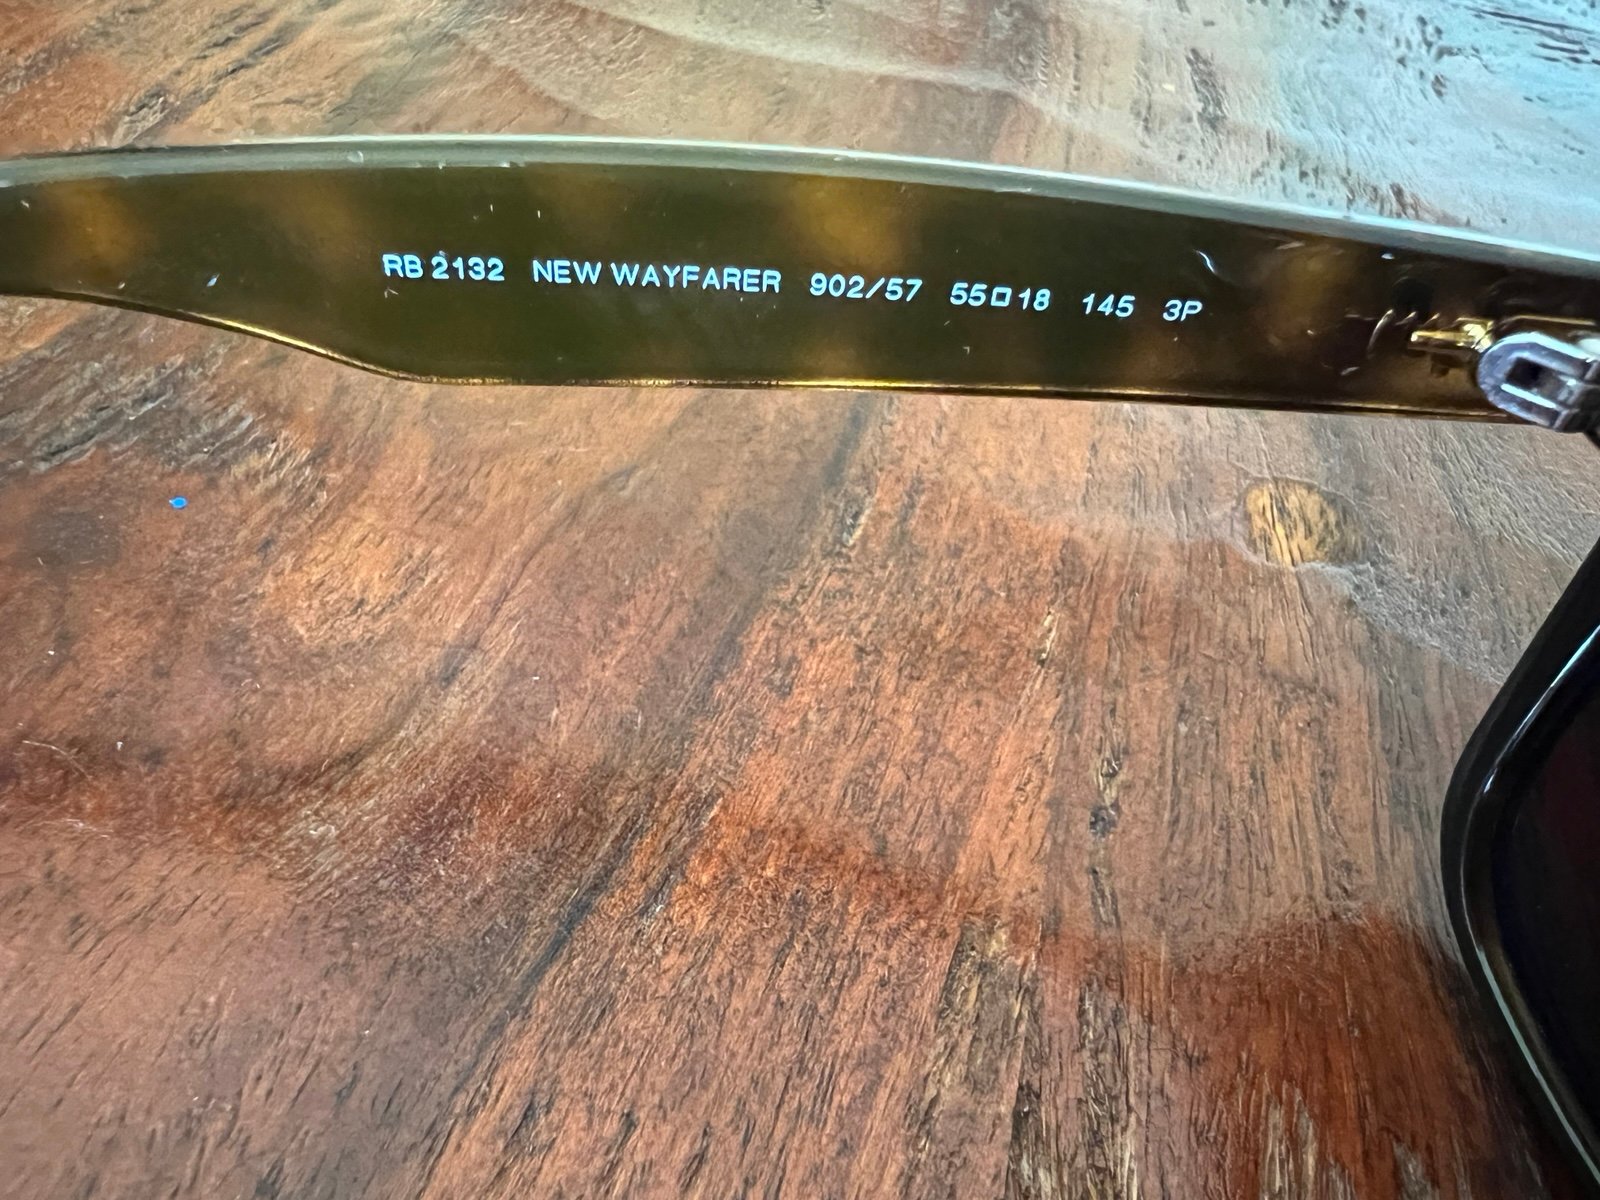 RB 2132 NEW WAYFARER 902/57 55□18 145 3P